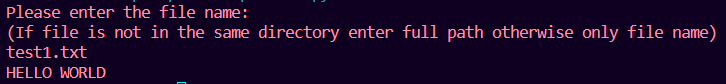 Please enter the file name:
(If file is not in the same directory enter full path otherwise only file name)
test1.txt
HELLO WORLD